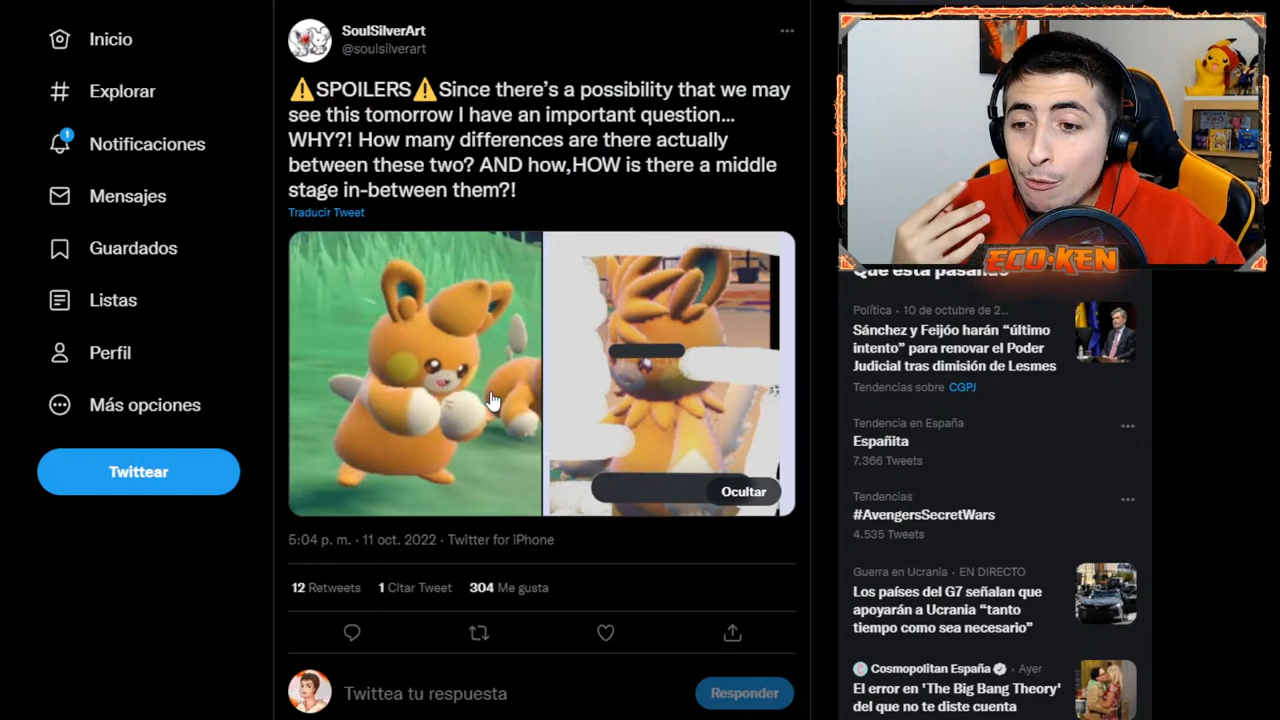 Inicio
Explorar
1
Notificaciones
Mensajes
Guardados
Listas
Perfil
Más opciones
Twittear
SoulSilverArt
@soulsilverart
⚠️SPOILERS⚠️Since there's a possibility that we may
see this tomorrow I have an important question...
WHY?! How many differences are there actually
between these two? AND how,HOW is there a middle
stage in-between them?!
Traducir Tweet
Ocultar
5:04 p. m. · 11 oct. 2022 · Twitter for iPhone
12 Retweets 1 Citar Tweet 304 Me gusta
Twittea tu respuesta
Responder
ECO·KEN
Qué está pasando
Política · 10 de octubre de 2...
Sánchez y Feijóo harán “último
intento” para renovar el Poder
Judicial tras dimisión de Lesmes
Tendencias sobre CGPJ
Tendencia en España
Españita
7.366 Tweets
Tendencias
#AvengersSecretWars
4.535 Tweets
Guerra en Ucrania · EN DIRECTO
Los países del G7 señalan que
apoyarán a Ucrania “tanto
tiempo como sea necesario”
Cosmopolitan España · Ayer
El error en 'The Big Bang Theory'
del que no te diste cuenta